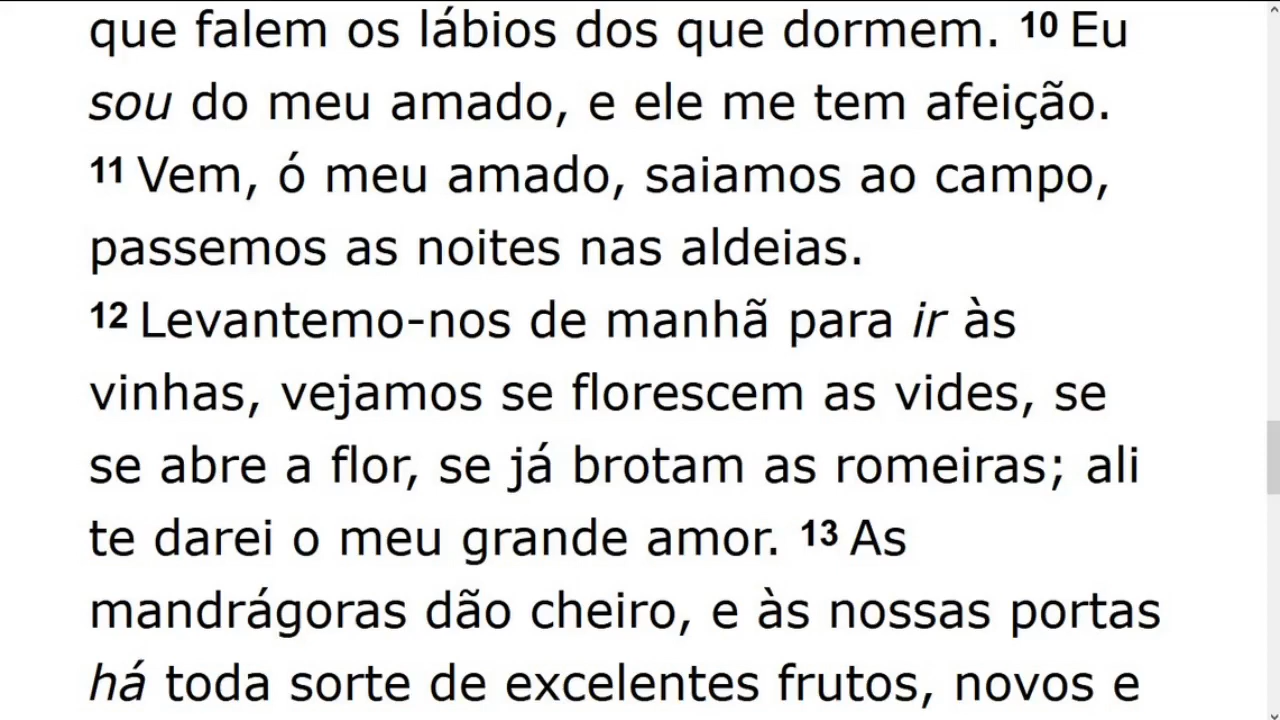 que falem os lábios dos que dormem. 10 Eu
sou do meu amado, e ele me tem afeição.
11 Vem, ó meu amado, saiamos ao campo,
passemos as noites nas aldeias.
12 Levantemo-nos de manhã para ir às
vinhas, vejamos se florescem as vides, se
se abre a flor, se já brotam as romeiras; ali
te darei o meu grande amor. 13 As
mandrágoras dão cheiro, e às nossas portas
há toda sorte de excelentes frutos, novos e